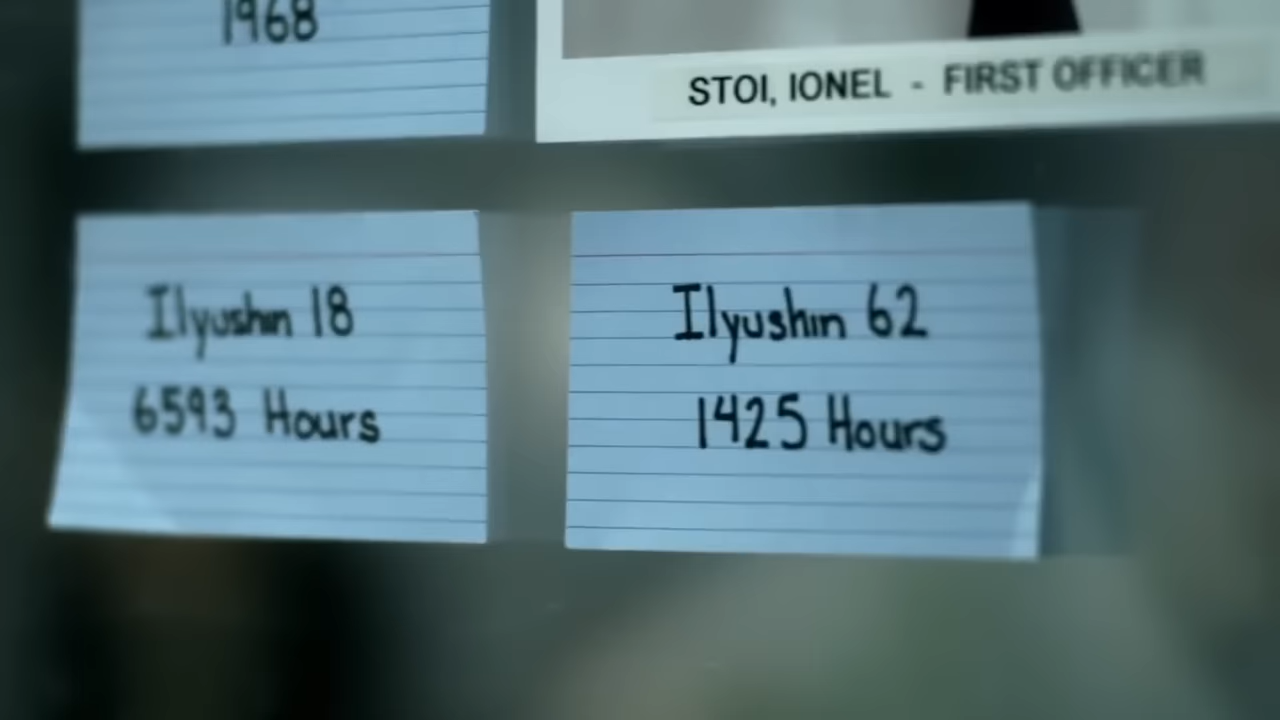 1968
STOI, IONEL - FIRST OFFICER
Ilyushin 18
6593 Hours
Ilyushin 62
1425 Hours